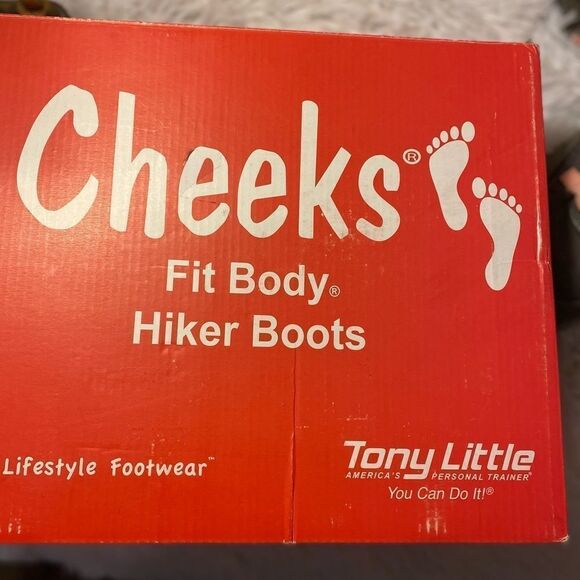 Cheeks®
Fit Body®
Hiker Boots
Lifestyle Footwear™
Tony Little
AMERICA'S PERSONAL TRAINER®
You Can Do It!®